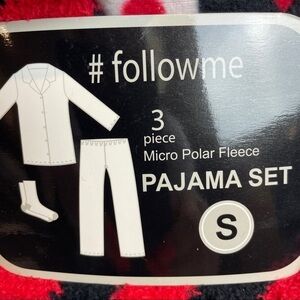 # followme
3
piece
Micro Polar Fleece
PAJAMA SET
S